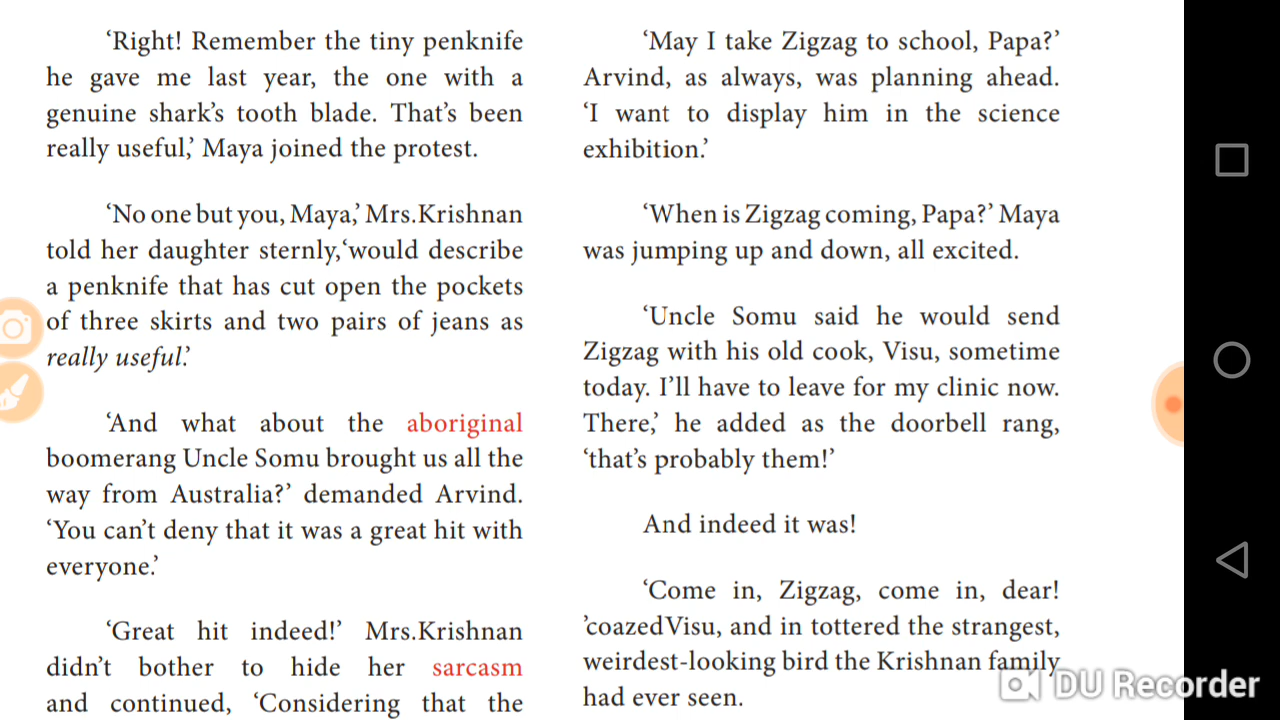 ‘Right! Remember the tiny penknife
he gave me last year, the one with a
genuine shark’s tooth blade. That’s been
really useful,’ Maya joined the protest.
‘No one but you, Maya,’ Mrs.Krishnan
told her daughter sternly,‘would describe
a penknife that has cut open the pockets
of three skirts and two pairs of jeans as
really useful.’
‘And what about the aboriginal
boomerang Uncle Somu brought us all the
way from Australia?’ demanded Arvind.
‘You can’t deny that it was a great hit with
everyone.’
‘Great hit indeed!’ Mrs.Krishnan
didn’t bother to hide her sarcasm
and continued, ‘Considering that the
‘May I take Zigzag to school, Papa?’
Arvind, as always, was planning ahead.
‘I want to display him in the science
exhibition.’
‘When is Zigzag coming, Papa?’ Maya
was jumping up and down, all excited.
‘Uncle Somu said he would send
Zigzag with his old cook, Visu, sometime
today. I’ll have to leave for my clinic now.
There,’ he added as the doorbell rang,
‘that’s probably them!’
And indeed it was!
‘Come in, Zigzag, come in, dear!
’coazedVisu, and in tottered the strangest,
weirdest-looking bird the Krishnan family
had ever seen.
DU Recorder